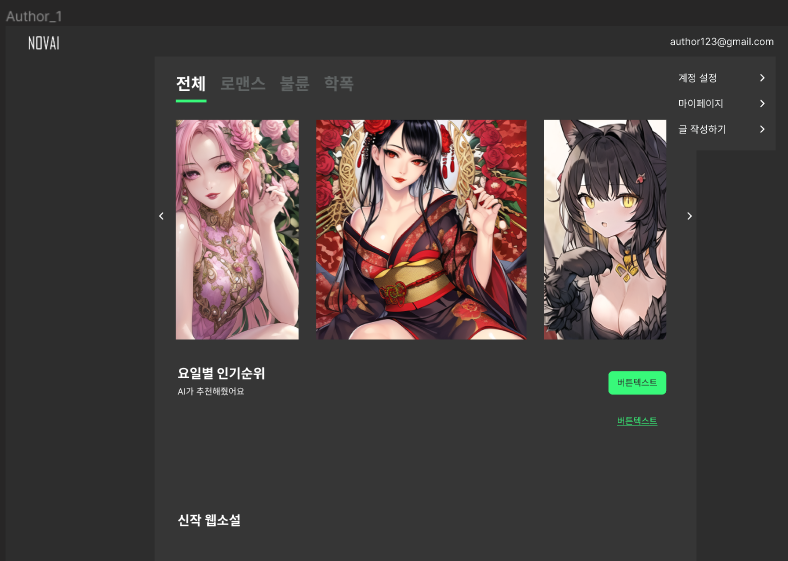 Author_1
NOVAI
author123@gmail.com
전체 로맨스 불륜 학폭
계정 설정
마이페이지
글 작성하기
요일별 인기순위
AI가 추천해줬어요
버튼텍스트
버튼텍스트
신작 웹소설